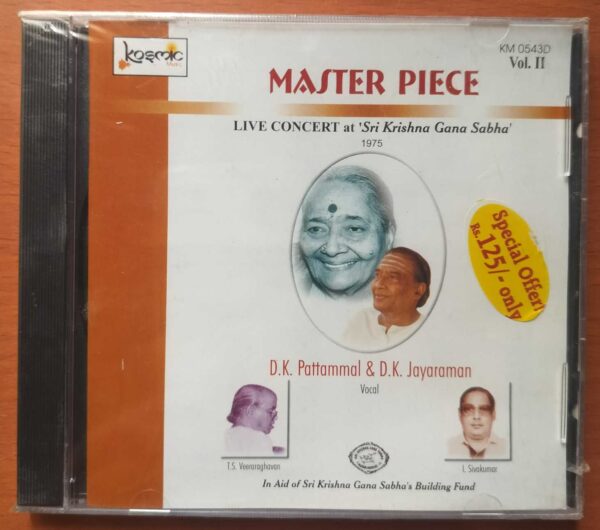 Kosmic
Music
KM 0543D
Vol. II
MASTER PIECE
LIVE CONCERT at 'Sri Krishna Gana Sabha'
1975
Special Offer!
Rs.125/- only
D.K. Pattammal & D.K. Jayaraman
Vocal
T.S. Veeraraghavan
I. Sivakumar
In Aid of Sri Krishna Gana Sabha's Building Fund